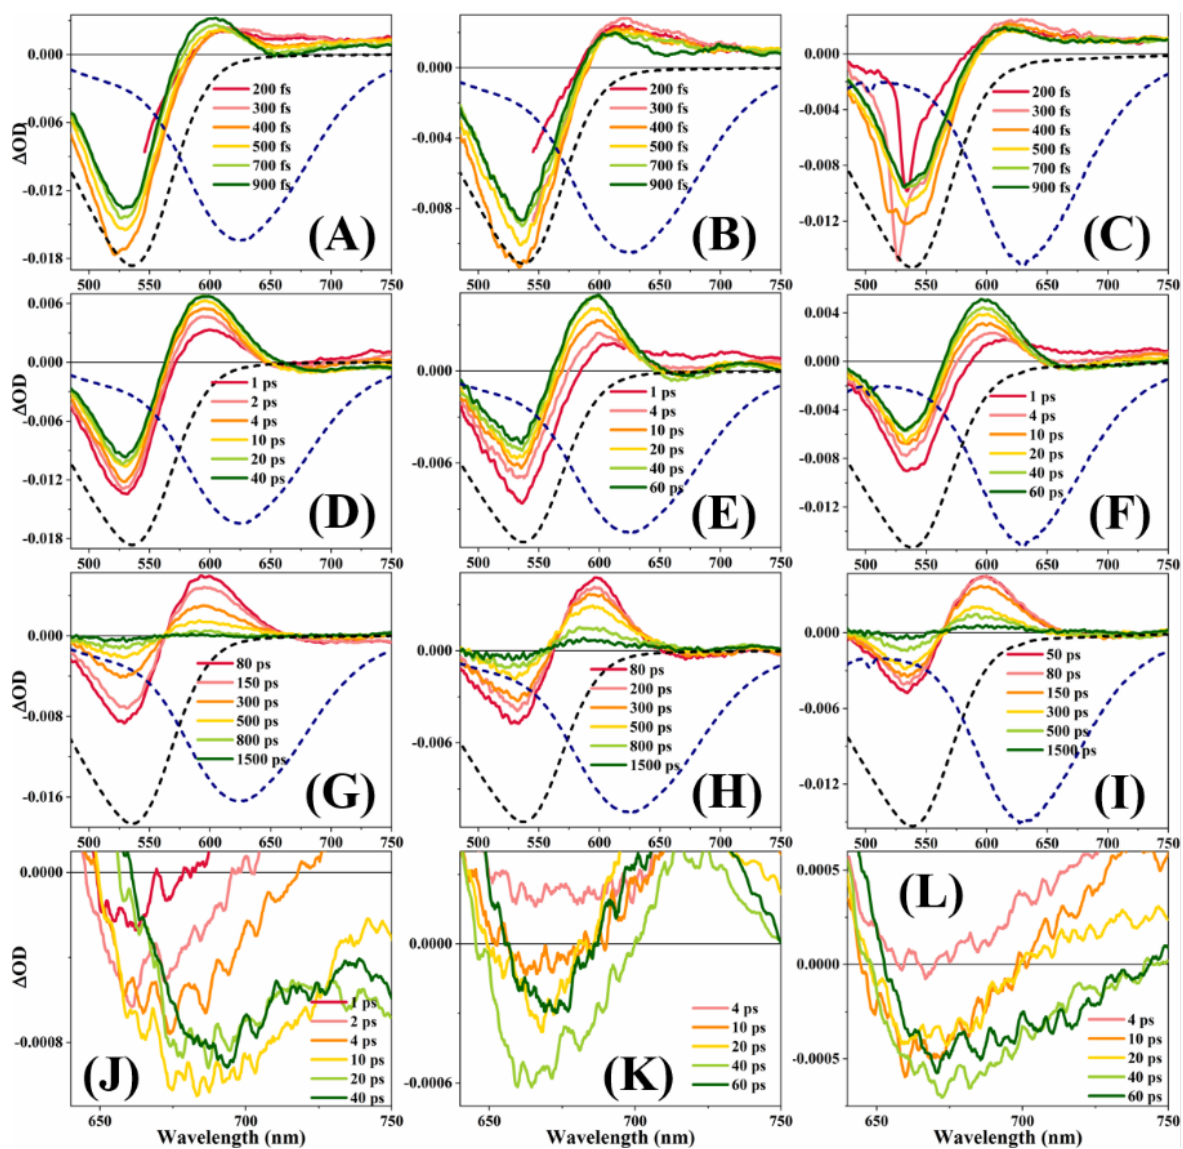 0.000
-0.006
-0.012
-0.018
ΔOD
200 fs
300 fs
400 fs
500 fs
700 fs
900 fs
(A)
500 550 600 650 700 750
0.000
-0.004
-0.008
200 fs
300 fs
400 fs
500 fs
700 fs
900 fs
(B)
500 550 600 650 700 750
0.000
-0.004
-0.008
-0.012
200 fs
300 fs
400 fs
500 fs
700 fs
900 fs
(C)
500 550 600 650 700 750
0.006
0.000
-0.006
-0.012
-0.018
ΔOD
1 ps
2 ps
4 ps
10 ps
20 ps
40 ps
(D)
500 550 600 650 700 750
0.000
-0.006
1 ps
4 ps
10 ps
20 ps
40 ps
60 ps
(E)
500 550 600 650 700 750
0.004
0.000
-0.004
-0.008
-0.012
1 ps
4 ps
10 ps
20 ps
40 ps
60 ps
(F)
500 550 600 650 700 750
0.000
-0.008
-0.016
ΔOD
80 ps
150 ps
300 ps
500 ps
800 ps
1500 ps
(G)
500 550 600 650 700 750
0.000
-0.006
80 ps
200 ps
300 ps
500 ps
800 ps
1500 ps
(H)
500 550 600 650 700 750
0.000
-0.006
-0.012
50 ps
80 ps
150 ps
300 ps
500 ps
1500 ps
(I)
500 550 600 650 700 750
0.0000
-0.0008
ΔOD
1 ps
2 ps
4 ps
10 ps
20 ps
40 ps
(J)
650 700 750
Wavelength (nm)
0.0000
-0.0006
4 ps
10 ps
20 ps
40 ps
60 ps
(K)
650 700 750
Wavelength (nm)
0.0005
0.0000
-0.0005
(L)
4 ps
10 ps
20 ps
40 ps
60 ps
650 700 750
Wavelength (nm)